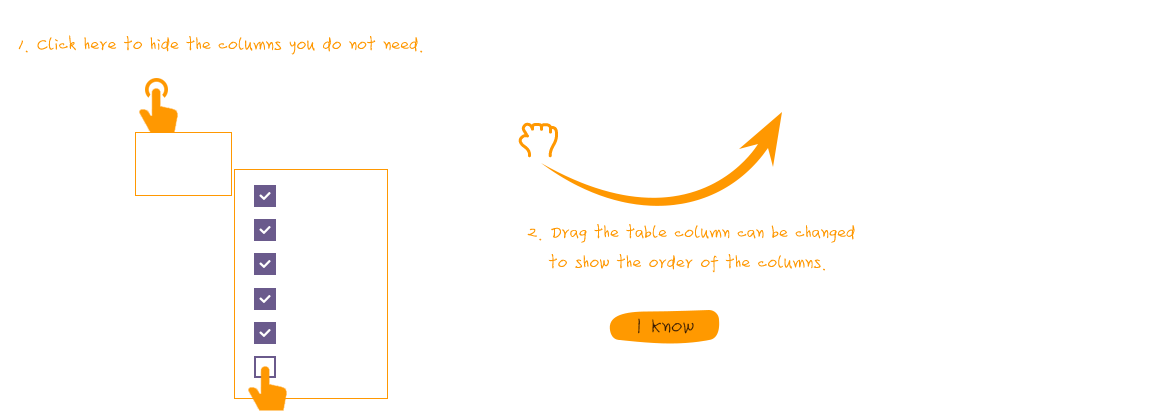 1. Click here to hide the columns you do not need.
2. Drag the table column can be changed
to show the order of the columns.
I know